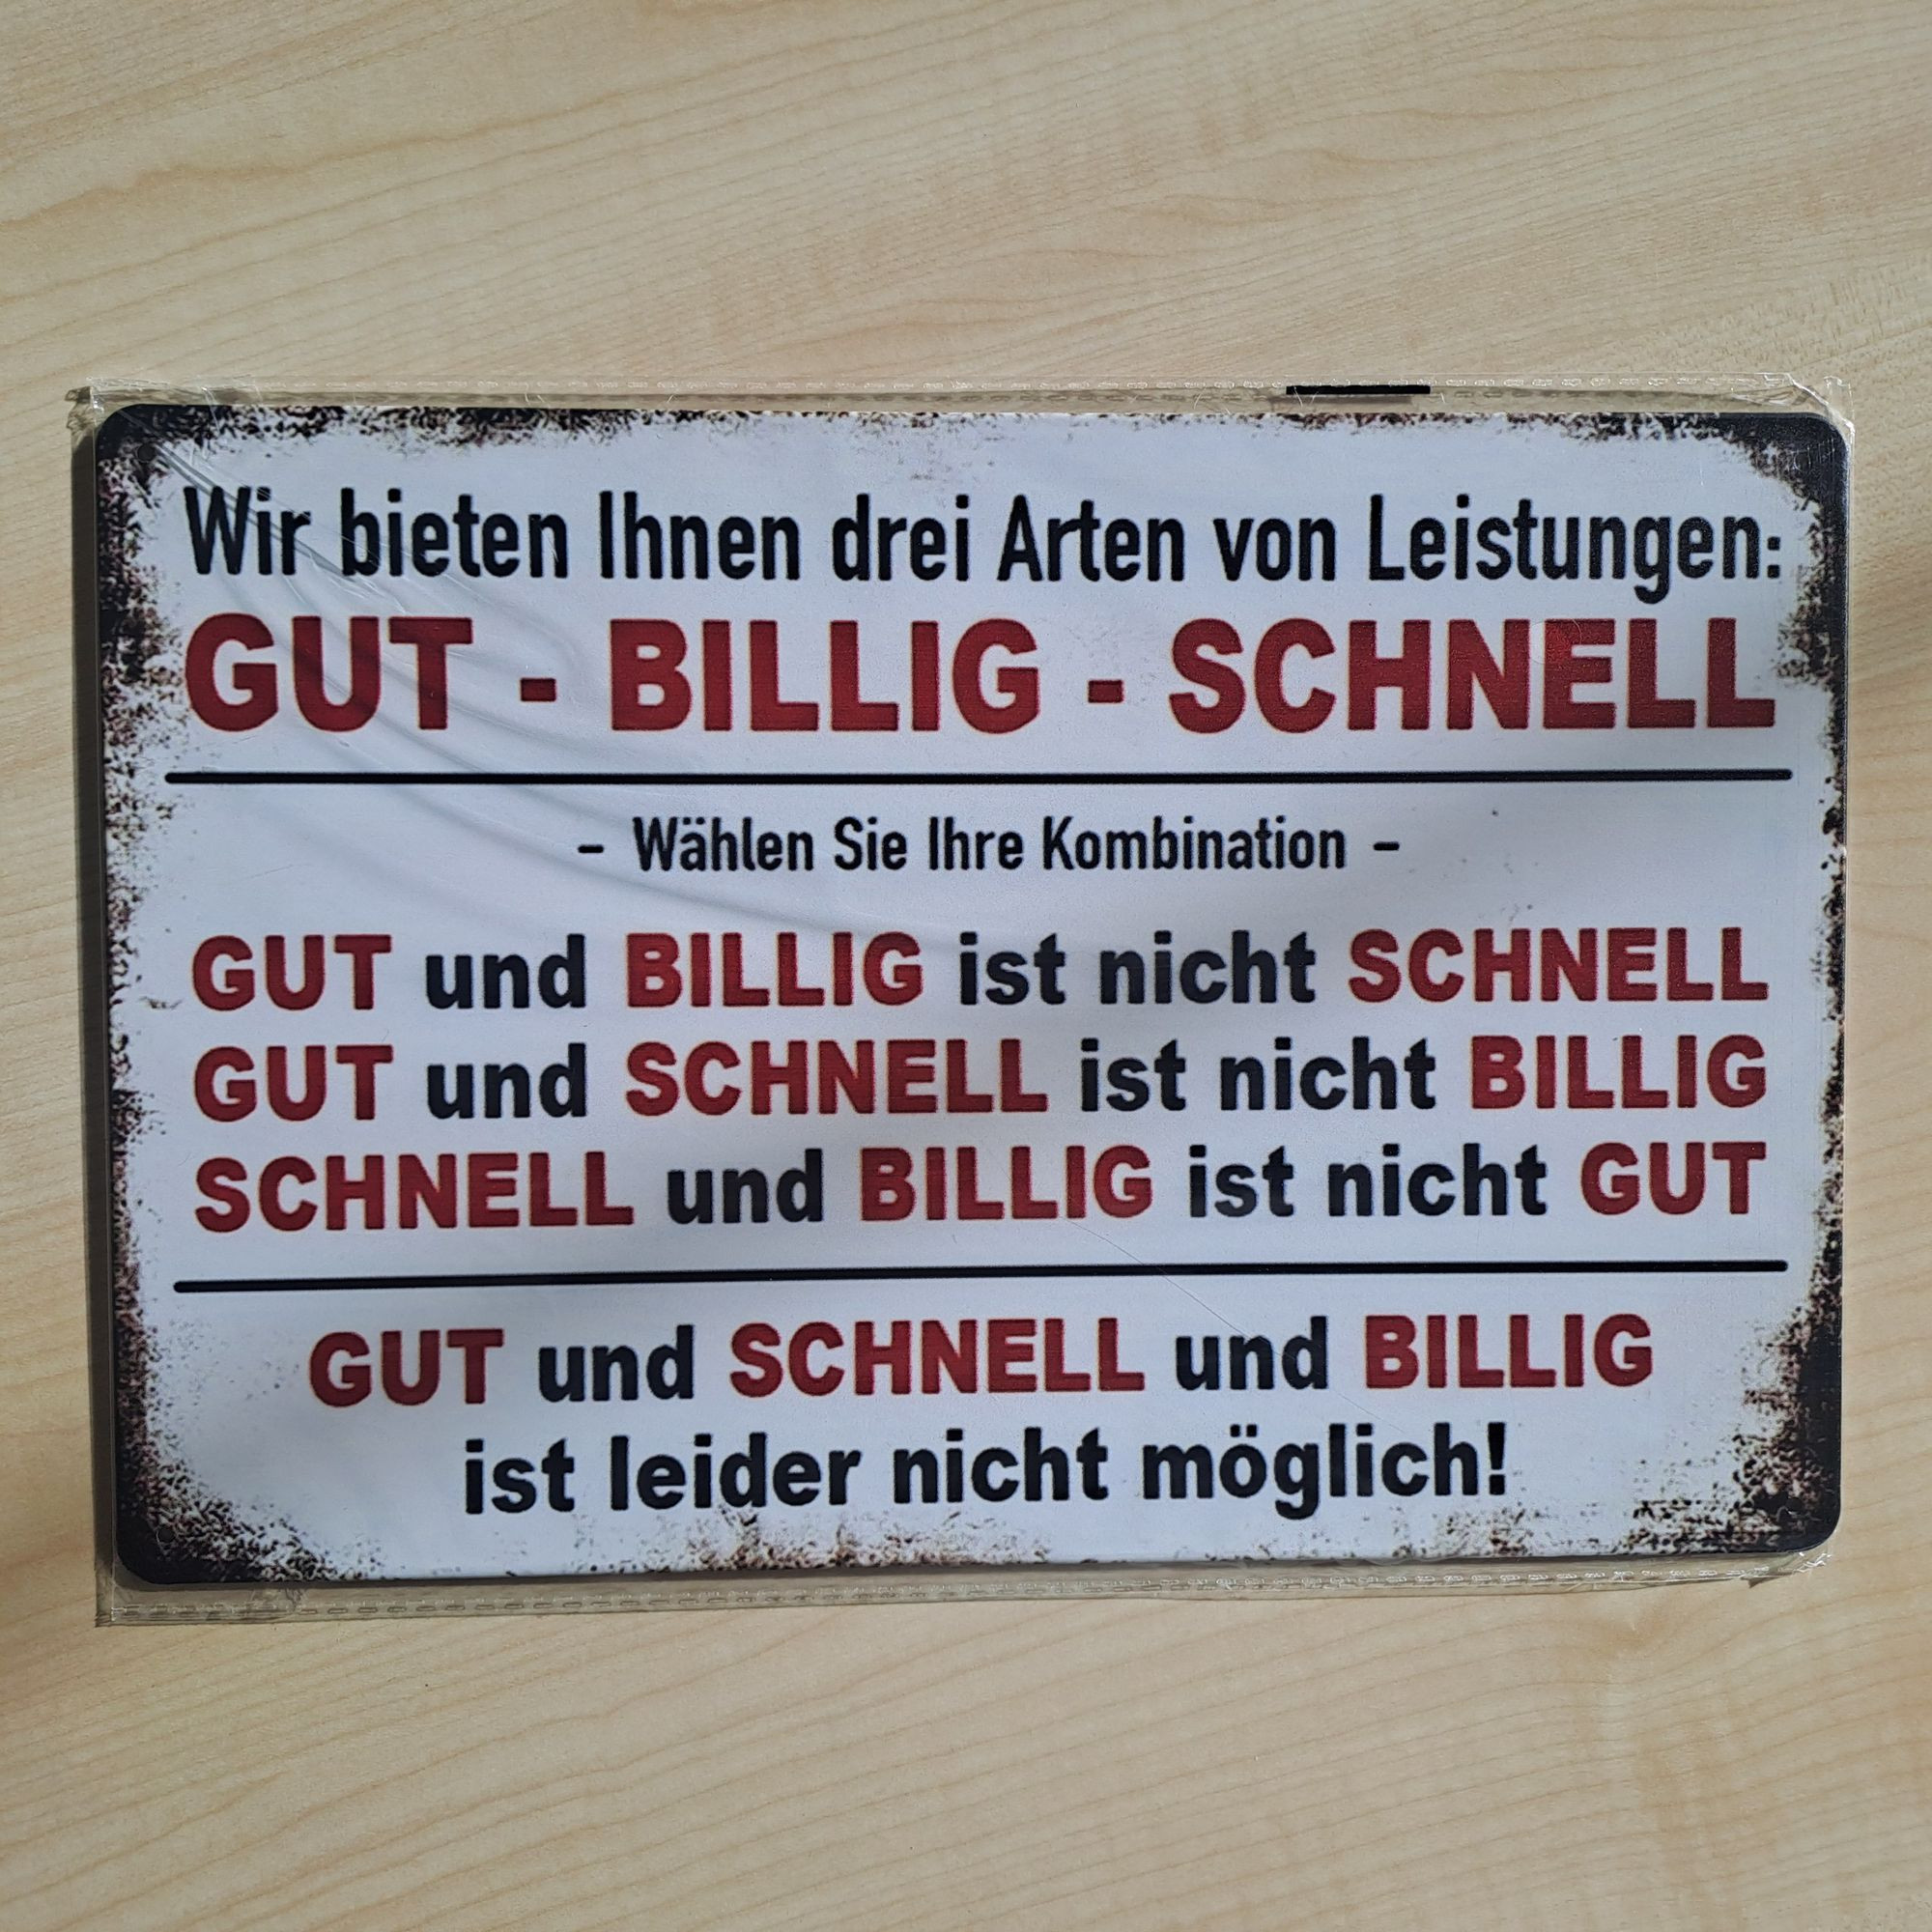 Wir bieten Ihnen drei Arten von Leistungen:
GUT - BILLIG - SCHNELL
- Wählen Sie Ihre Kombination -
GUT und BILLIG ist nicht SCHNELL
GUT und SCHNELL ist nicht BILLIG
SCHNELL und BILLIG ist nicht GUT
GUT und SCHNELL und BILLIG
ist leider nicht möglich!